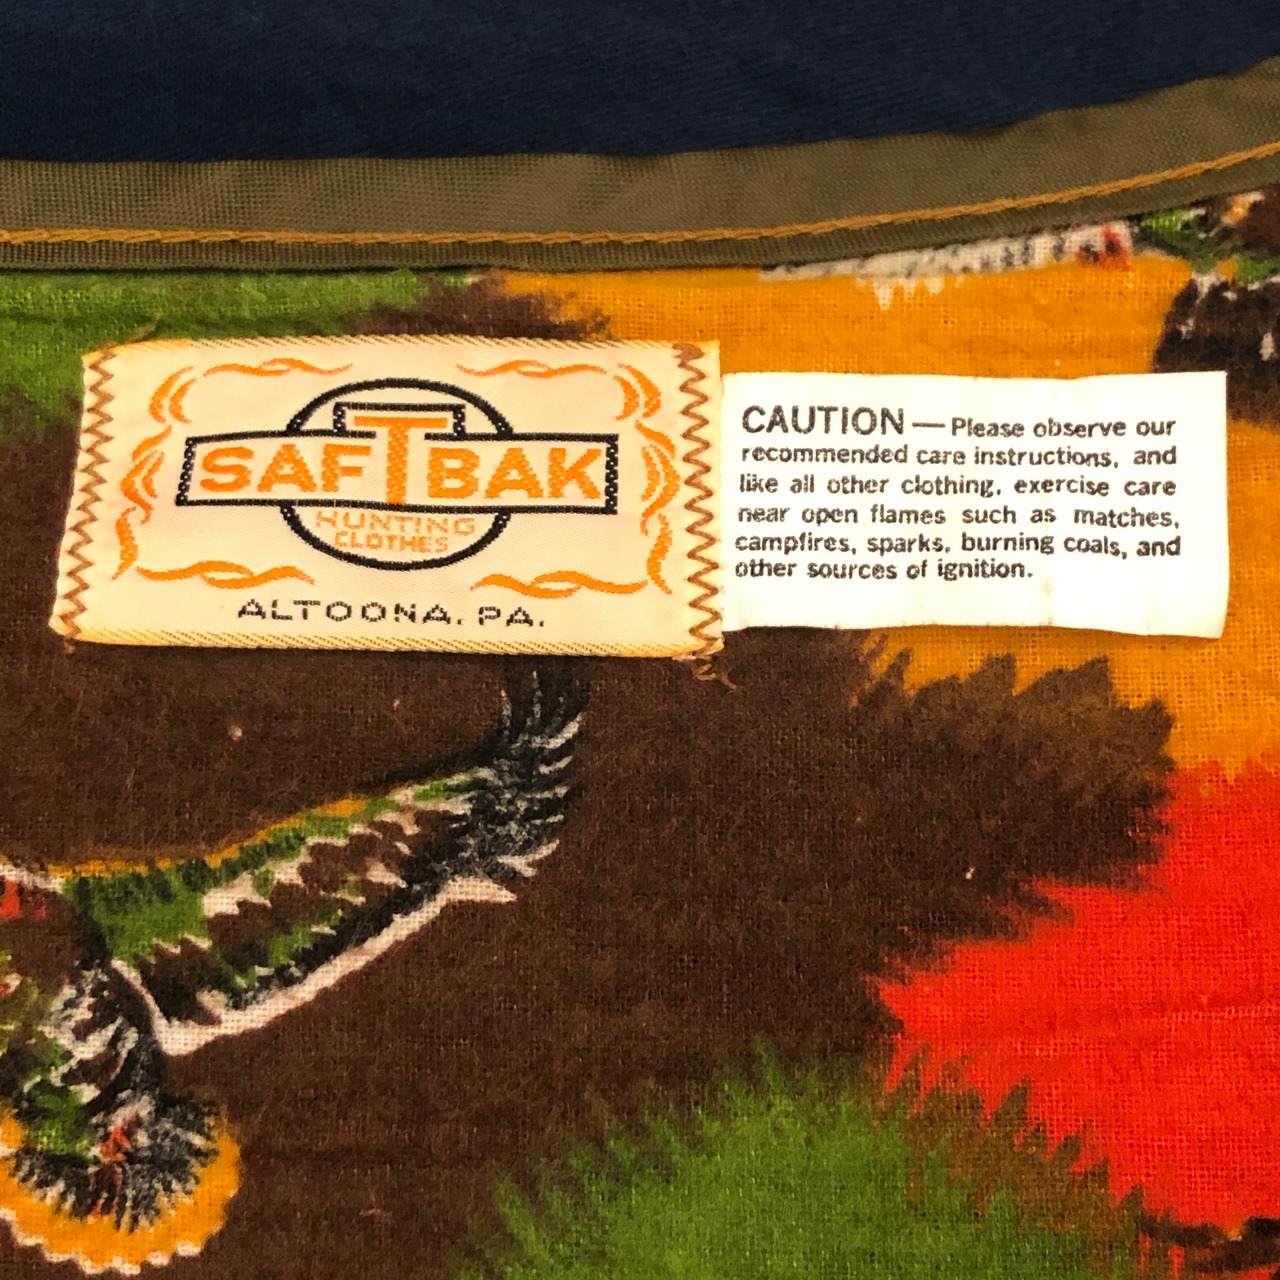 SAFTBAK
HUNTING
CLOTHES
ALTOONA, PA.
CAUTION — Please observe our
recommended care instructions, and
like all other clothing, exercise care
near open flames such as matches,
campfires, sparks, burning coals, and
other sources of ignition.